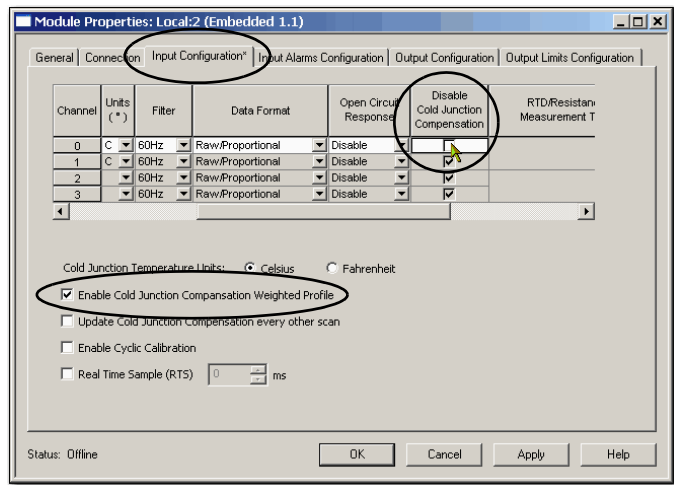 Module Properties: Local:2 (Embedded 1.1)
General Connection Input Configuration* Input Alarms Configuration Output Configuration Output Limits Configuration
Channel Units (°) Filter Data Format Open Circuit Response Disable Cold Junction Compensation RTD/Resistan Measurement T
0 C 60Hz Raw/Proportional Disable
1 C 60Hz Raw/Proportional Disable
2 60Hz Raw/Proportional Disable
3 60Hz Raw/Proportional Disable
Cold Junction Temperature Units: Celsius Fahrenheit
Enable Cold Junction Compansation Weighted Profile
Update Cold Junction Compensation every other scan
Enable Cyclic Calibration
Real Time Sample (RTS) 0 ms
Status: Offline OK Cancel Apply Help